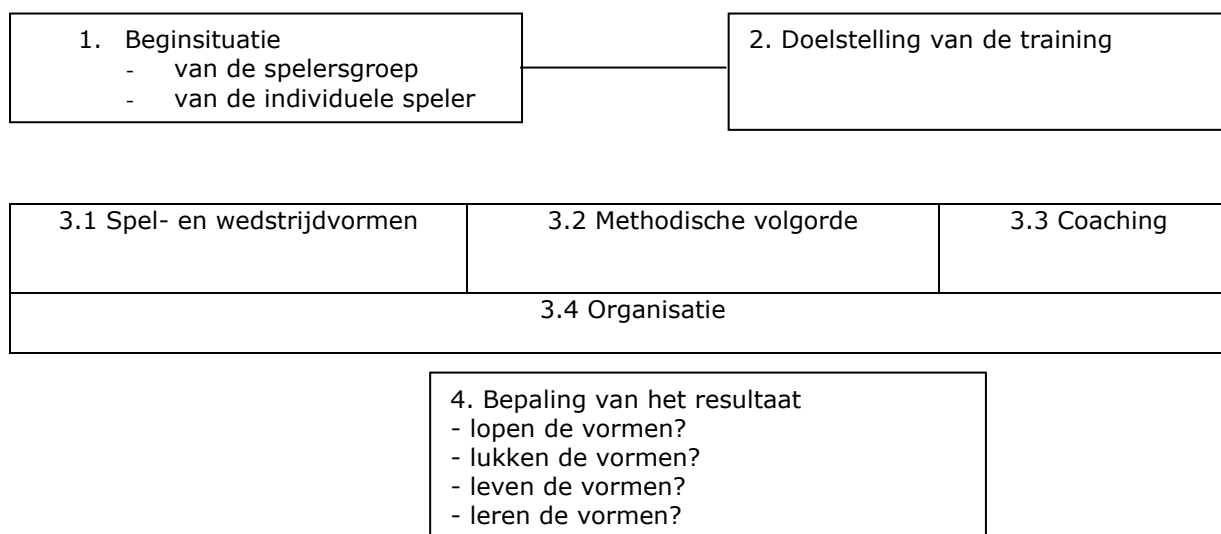 1. Beginsituatie
- van de spelersgroep
- van de individuele speler
2. Doelstelling van de training
3.1 Spel- en wedstrijdvormen
3.2 Methodische volgorde
3.3 Coaching
3.4 Organisatie
4. Bepaling van het resultaat
- lopen de vormen?
- lukken de vormen?
- leven de vormen?
- leren de vormen?